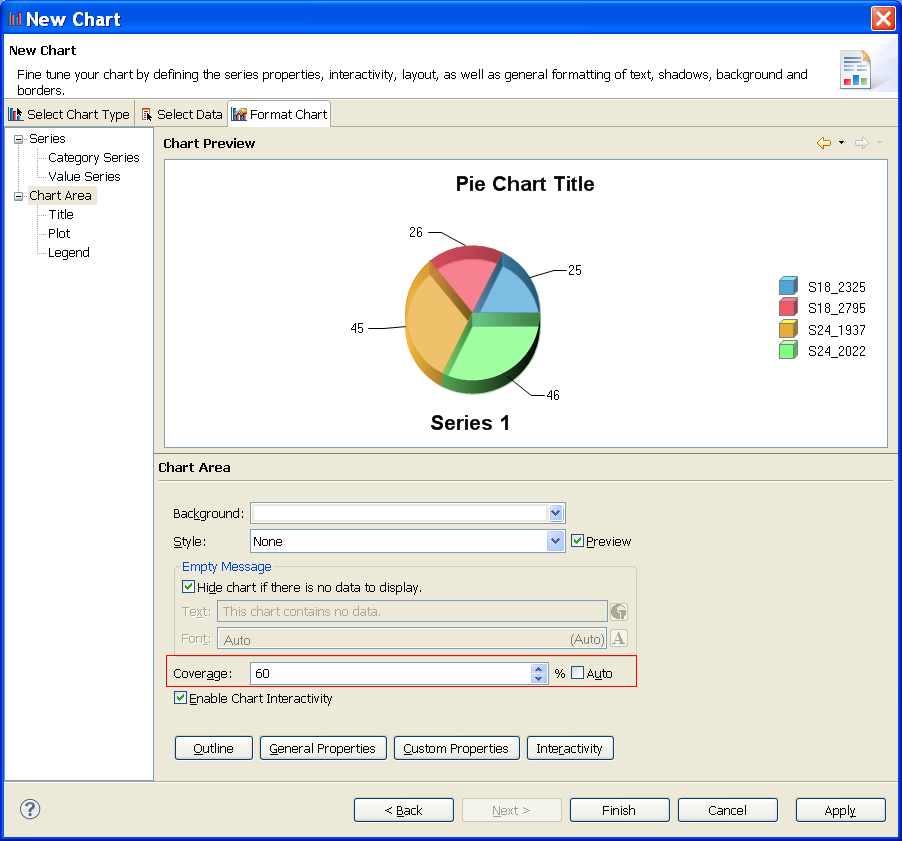 New Chart
New Chart
Fine tune your chart by defining the series properties, interactivity, layout, as well as general formatting of text, shadows, background and
borders.
Select Chart Type Select Data Format Chart
Series
Category Series
Value Series
Chart Area
Title
Plot
Legend
Chart Preview
Pie Chart Title
26
25
45
46
Series 1
S18_2325
S18_2795
S24_1937
S24_2022
Chart Area
Background:
Style: None Preview
Empty Message
Hide chart if there is no data to display.
Text: This chart contains no data.
Font: Auto (Auto) A
Coverage: 60 % Auto
Enable Chart Interactivity
Outline General Properties Custom Properties Interactivity
? < Back Next > Finish Cancel Apply